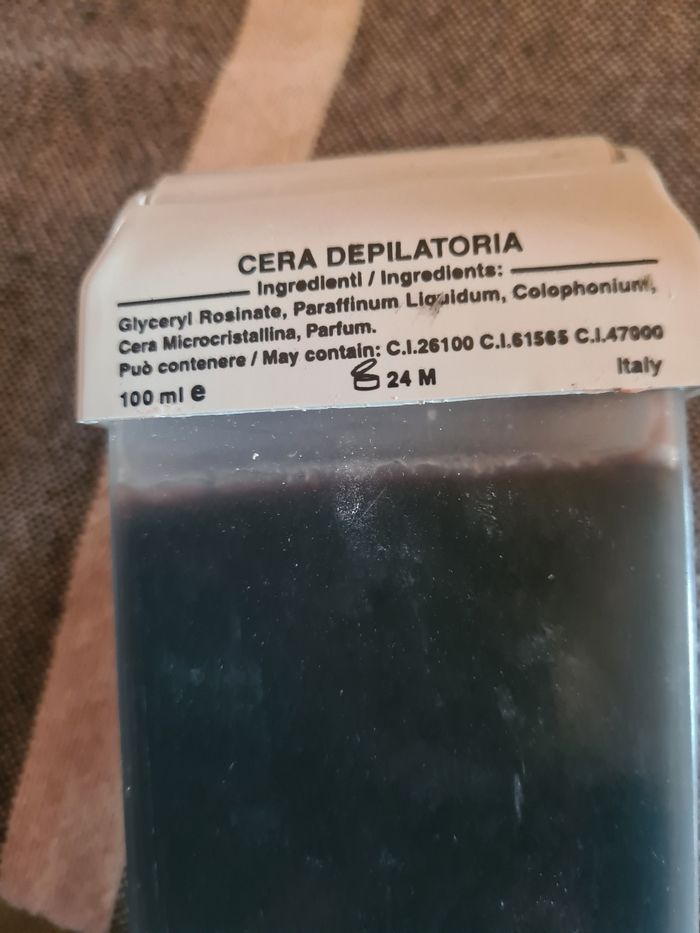 CERA DEPILATORIA
Ingredienti / Ingredients:
Glyceryl Rosinate, Paraffinum Liquidum, Colophonium,
Cera Microcristallina, Parfum.
Può contenere / May contain: C.I.26100 C.I.61565 C.I.47000
100 ml e 24 M Italy